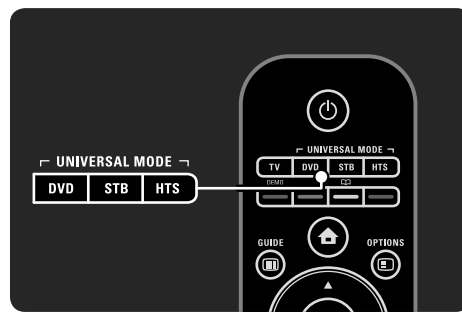 UNIVERSAL MODE
DVD STB HTS
UNIVERSAL MODE
TV DVD STB HTS
DEMO
GUIDE
OPTIONS